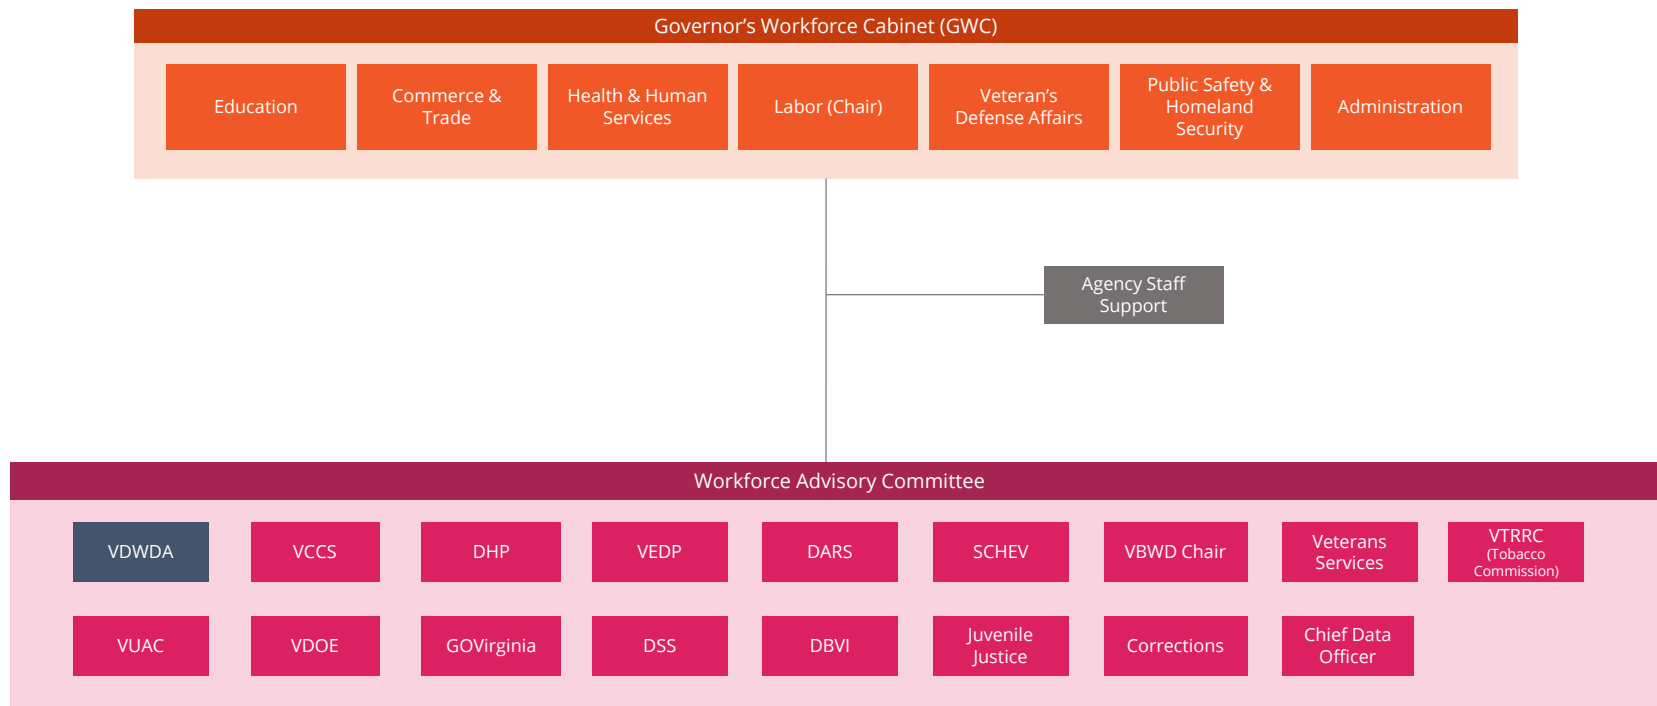 Governor’s Workforce Cabinet (GWC)
Education
Commerce &
Trade
Health & Human
Services
Labor (Chair)
Veteran’s
Defense Affairs
Public Safety &
Homeland
Security
Administration
Agency Staff
Support
Workforce Advisory Committee
VDWDA
VCCS
DHP
VEDP
DARS
SCHEV
VBWD Chair
Veterans
Services
VTRRC
(Tobacco
Commission)
VUAC
VDOE
GOVirginia
DSS
DBVI
Juvenile
Justice
Corrections
Chief Data
Officer